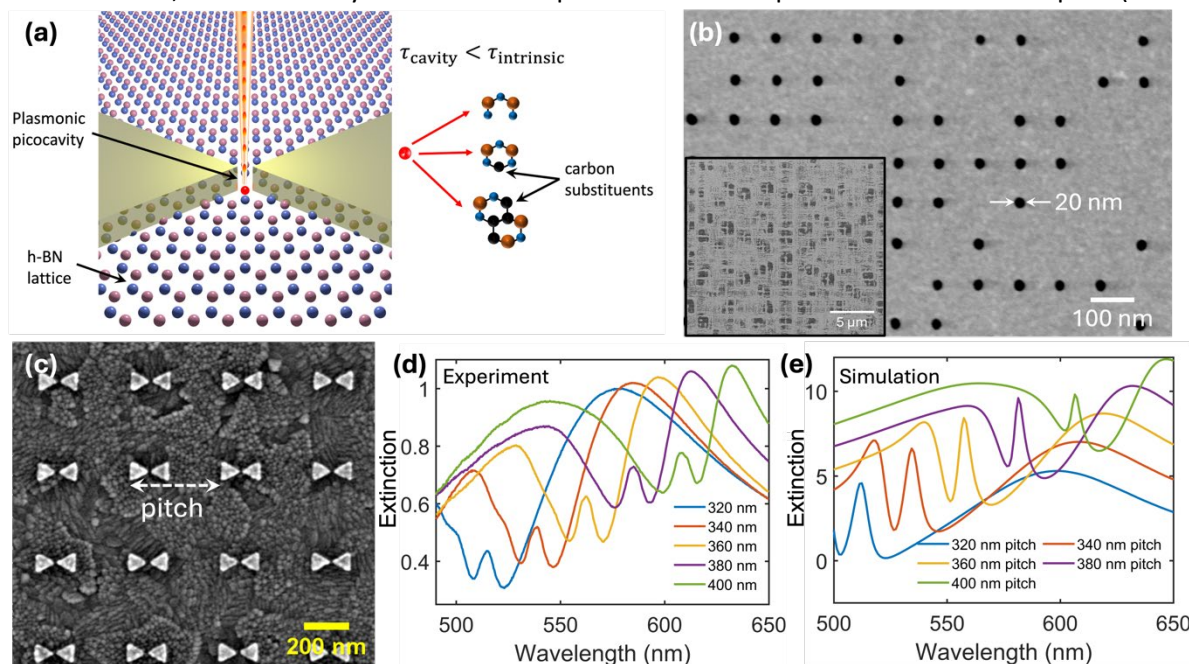 (a)
τcavity < τintrinsic
Plasmonic
picocavity
carbon
substituents
h-BN
lattice
(b)
20 nm
5 μm
100 nm
(c)
pitch
200 nm
(d)
Experiment
Extinction
1
0.8
0.6
0.4
320 nm
340 nm
360 nm
380 nm
400 nm
500 550 600 650
Wavelength (nm)
(e)
Simulation
Extinction
10
5
0
320 nm pitch 340 nm pitch
360 nm pitch 380 nm pitch
400 nm pitch
500 550 600 650
Wavelength (nm)